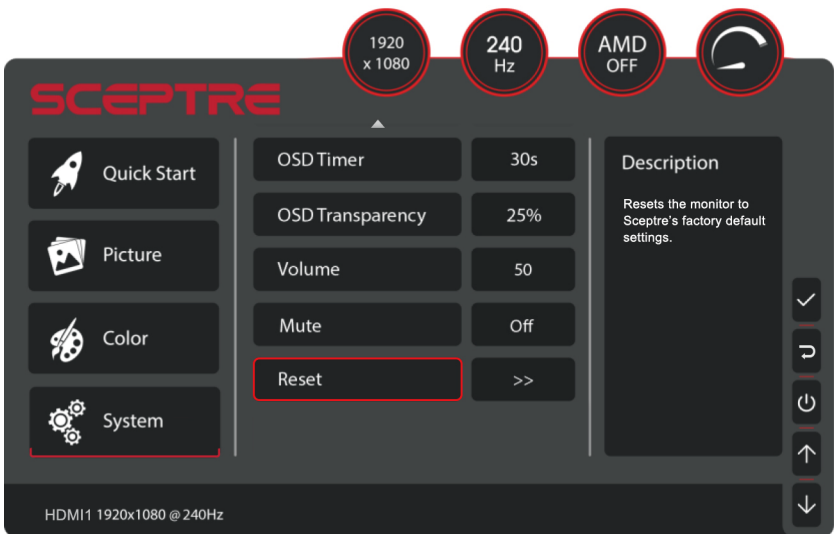 1920
x 1080
240
Hz
AMD
OFF
SCEPTRE
Quick Start
Picture
Color
System
OSD Timer 30s
OSD Transparency 25%
Volume 50
Mute Off
Reset >>
Description
Resets the monitor to
Sceptre's factory default
settings.
HDMI1 1920x1080 @ 240Hz